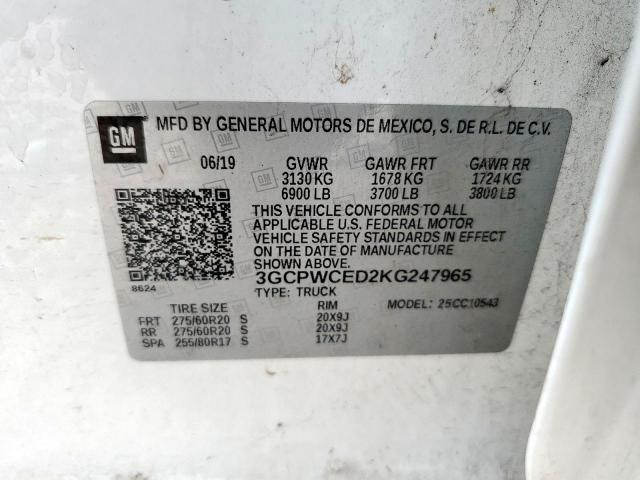 GM MFD BY GENERAL MOTORS DE MEXICO, S. DE R.L. DE C.V.
06/19 GVWR GAWR FRT GAWR RR
3130 KG 1678 KG 1724 KG
6900 LB 3700 LB 3800 LB
THIS VEHICLE CONFORMS TO ALL
APPLICABLE U.S. FEDERAL MOTOR
VEHICLE SAFETY STANDARDS IN EFFECT
ON THE DATE OF MANUFACTURE
SHOWN ABOVE.
8624 3GCPWCED2KG247965
TYPE: TRUCK
TIRE SIZE RIM MODEL: 25CC10543
FRT 275/60R20 S 20X9J
RR 275/60R20 S 20X9J
SPA 255/80R17 S 17X7J